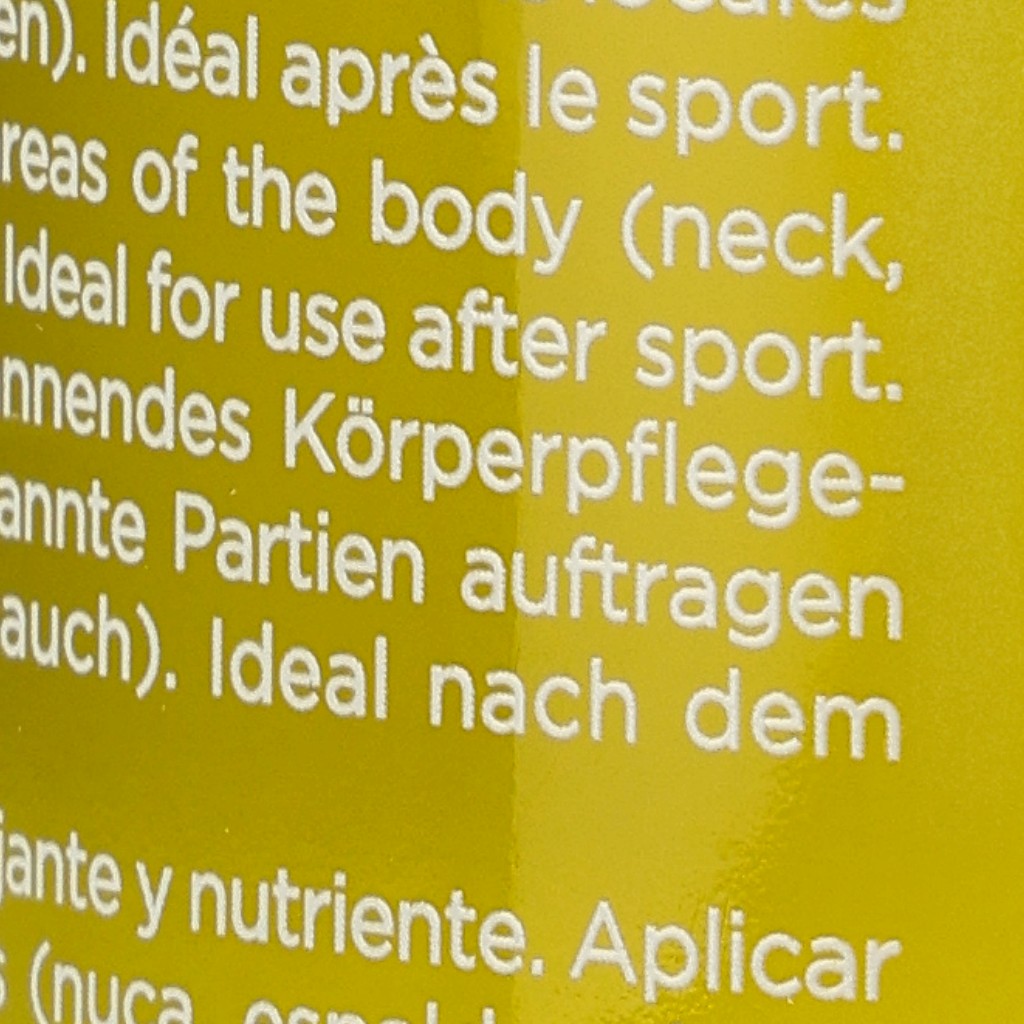 en). Idéal après le sport.
reas of the body (neck,
Ideal for use after sport.
nnendes Körperpflege-
annte Partien auftragen
auch). Ideal nach dem
jante y nutriente. Aplicar
(nuca